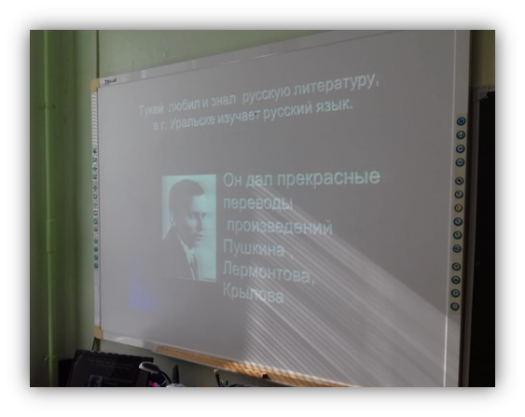 Тукай любил и знал русскую литературу,
в г. Уральске изучает русский язык.
Он дал прекрасные
переводы
произведений
Пушкина,
Лермонтова,
Крылова